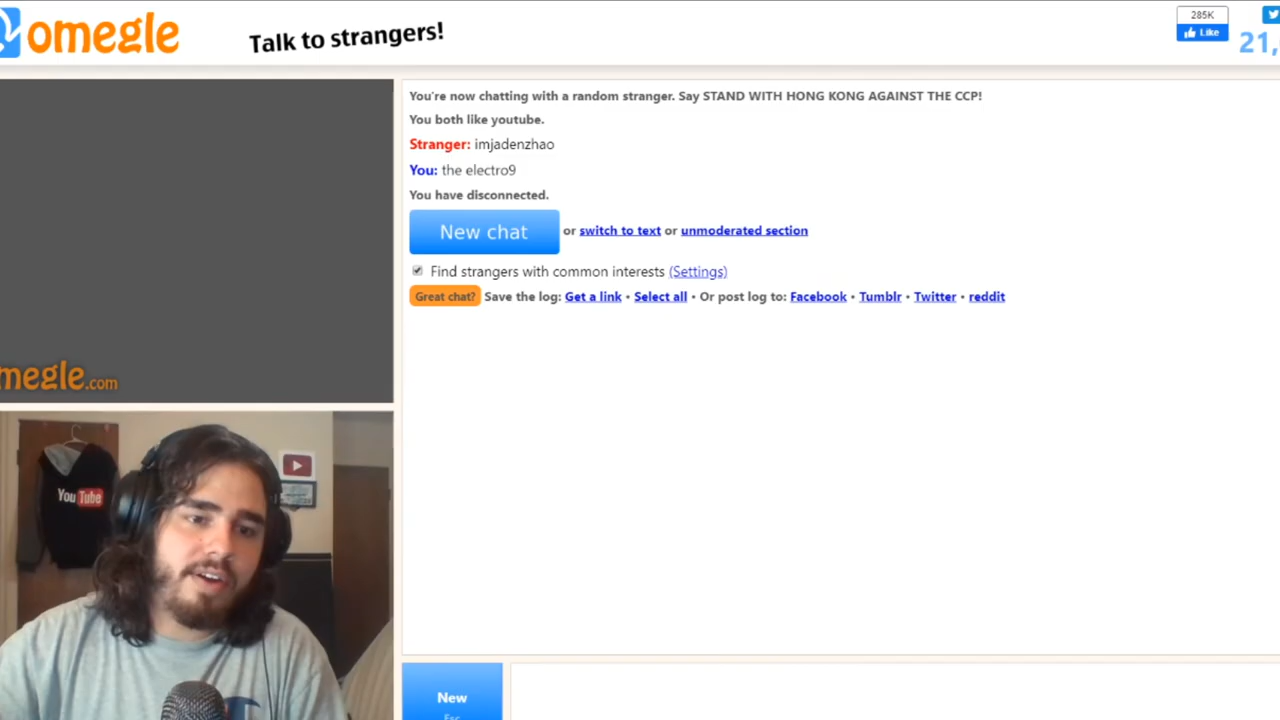 omegle
Talk to strangers!
285K
Like
21,
You're now chatting with a random stranger. Say STAND WITH HONG KONG AGAINST THE CCP!
You both like youtube.
Stranger: imjadenzhao
You: the electro9
You have disconnected.
New chat or switch to text or unmoderated section
Find strangers with common interests (Settings)
Great chat? Save the log: Get a link • Select all • Or post log to: Facebook • Tumblr • Twitter • reddit
megle.com
YouTube
New
Esc